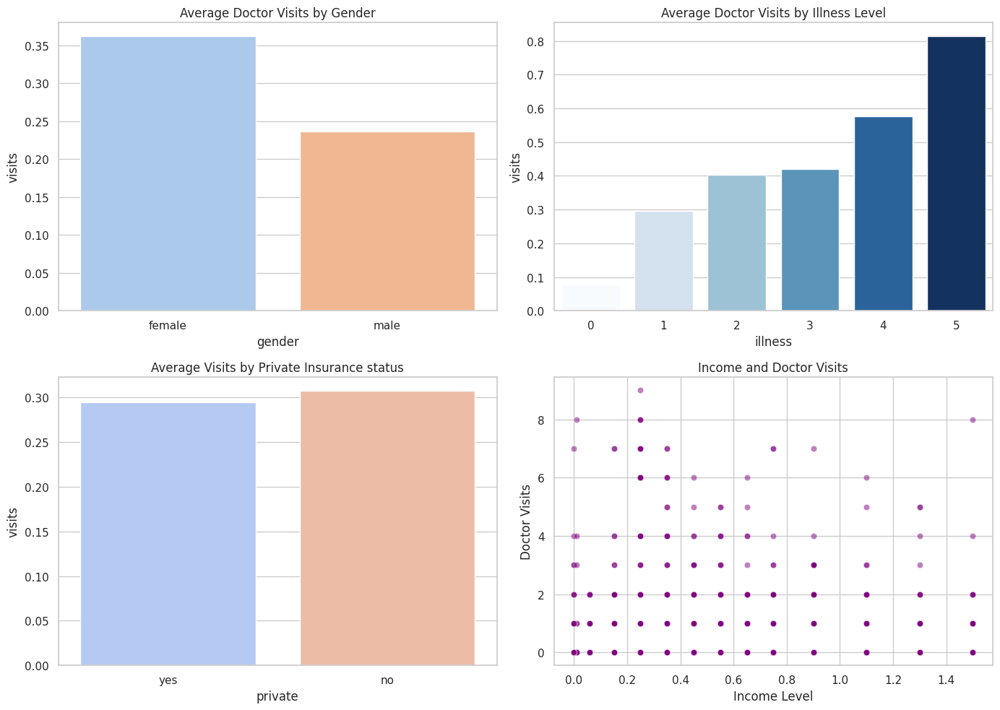 Average Doctor Visits by Gender
visits
0.35
0.30
0.25
0.20
0.15
0.10
0.05
0.00
female male
gender
Average Doctor Visits by Illness Level
visits
0.8
0.7
0.6
0.5
0.4
0.3
0.2
0.1
0.0
0 1 2 3 4 5
illness
Average Visits by Private Insurance status
visits
0.30
0.25
0.20
0.15
0.10
0.05
0.00
yes no
private
Income and Doctor Visits
Doctor Visits
8
6
4
2
0
0.0 0.2 0.4 0.6 0.8 1.0 1.2 1.4
Income Level